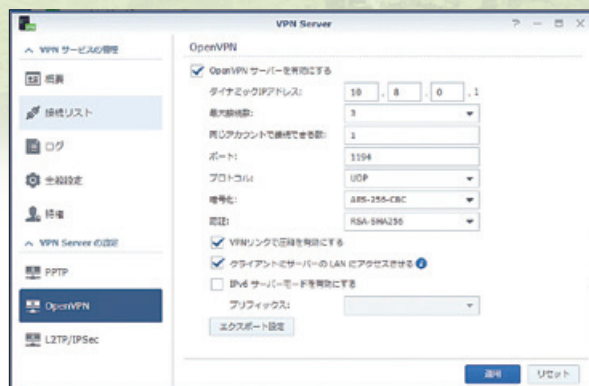 VPN Server
VPN サービスの管理
概要
接続リスト
ログ
全般設定
特権
VPN Server の設定
PPTP
OpenVPN
L2TP/IPSec
OpenVPN
OpenVPN サーバーを有効にする
ダイナミックIPアドレス: 10 . 8 . 0 . 1
最大接続数: 3
同じアカウントで接続できる数: 1
ポート: 1194
プロトコル: UDP
暗号化: AES-256-CBC
認証: RSA-SHA256
VPNリンクで圧縮を有効にする
クライアントにサーバーの LAN にアクセスさせる
IPv6 サーバーモードを有効にする
プリフィックス:
エクスポート設定
適用 リセット